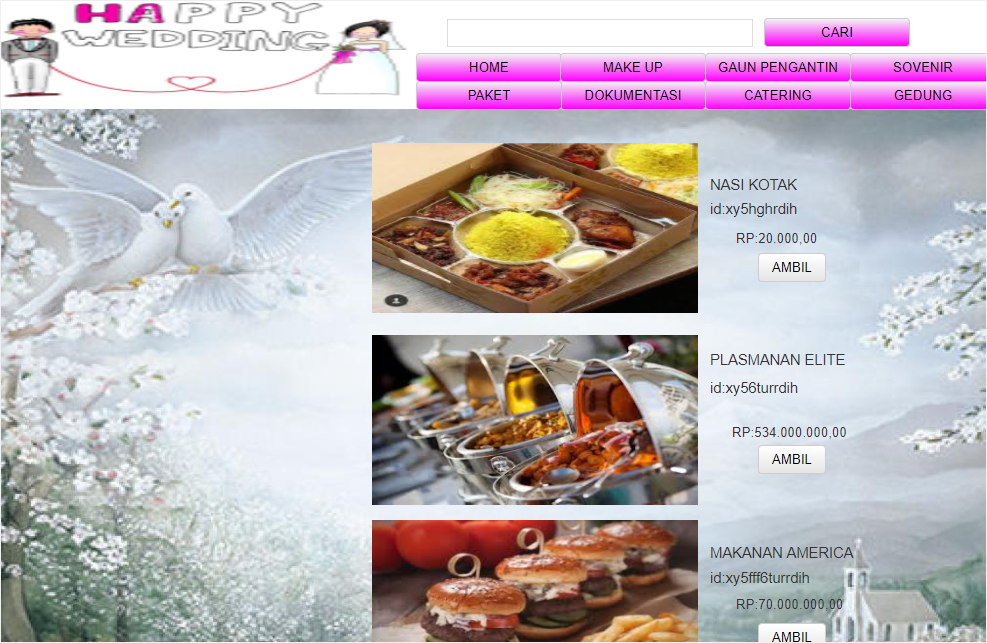 HAPPY
WEDDING
CARI
HOME
MAKE UP
GAUN PENGANTIN
SOVENIR
PAKET
DOKUMENTASI
CATERING
GEDUNG
NASI KOTAK
id:xy5hghrdih
RP:20.000,00
AMBIL
PLASMANAN ELITE
id:xy56turrdih
RP:534.000.000,00
AMBIL
MAKANAN AMERICA
id:xy5fff6turrdih
RP:70.000.000,00
AMBIL